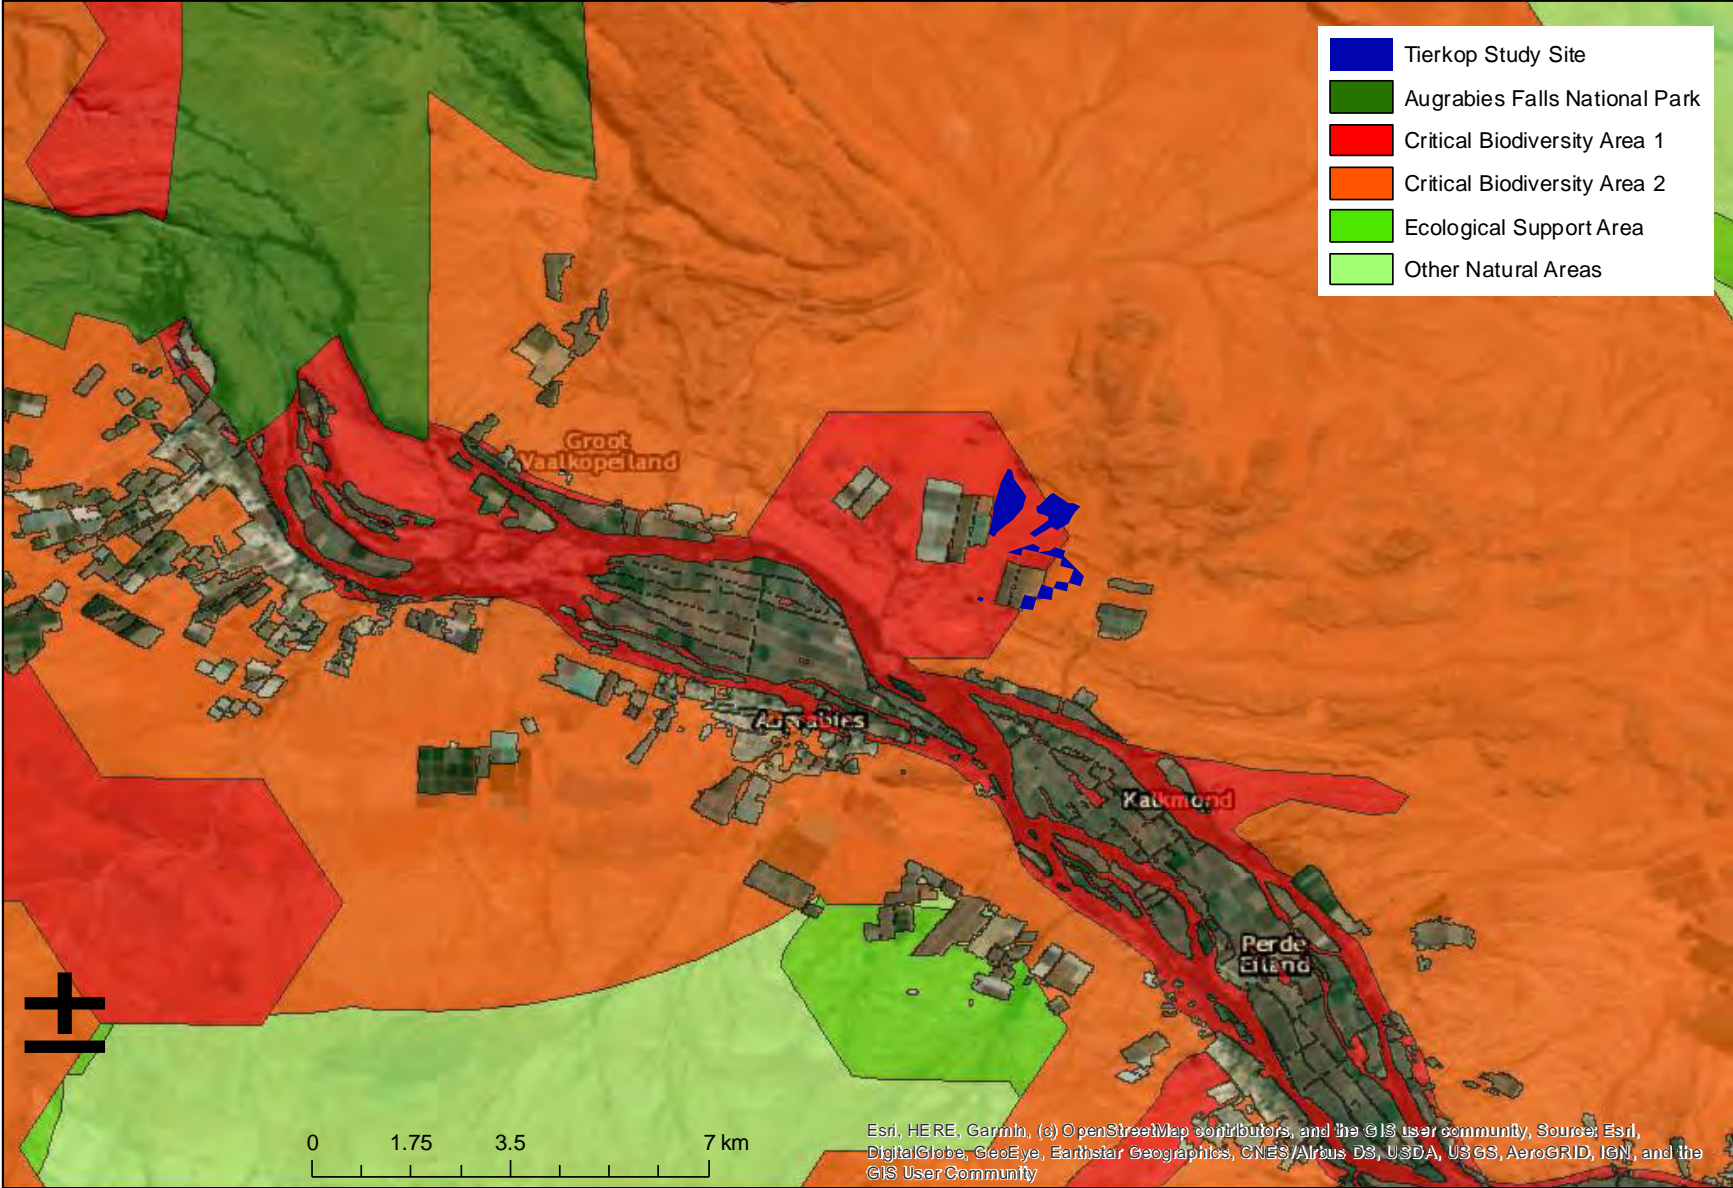 Tierkop Study Site
Augrabies Falls National Park
Critical Biodiversity Area 1
Critical Biodiversity Area 2
Ecological Support Area
Other Natural Areas
Groot
Vaalkopeiland
Augrabies
Kalkmond
Perde
Eiland
0 1.75 3.5 7 km
Esri, HERE, Garmin, (c) OpenStreetMap contributors, and the GIS user community, Source: Esri,
DigitalGlobe, GeoEye, Earthstar Geographics, CNES/Airbus DS, USDA, USGS, AeroGRID, IGN, and the
GIS User Community